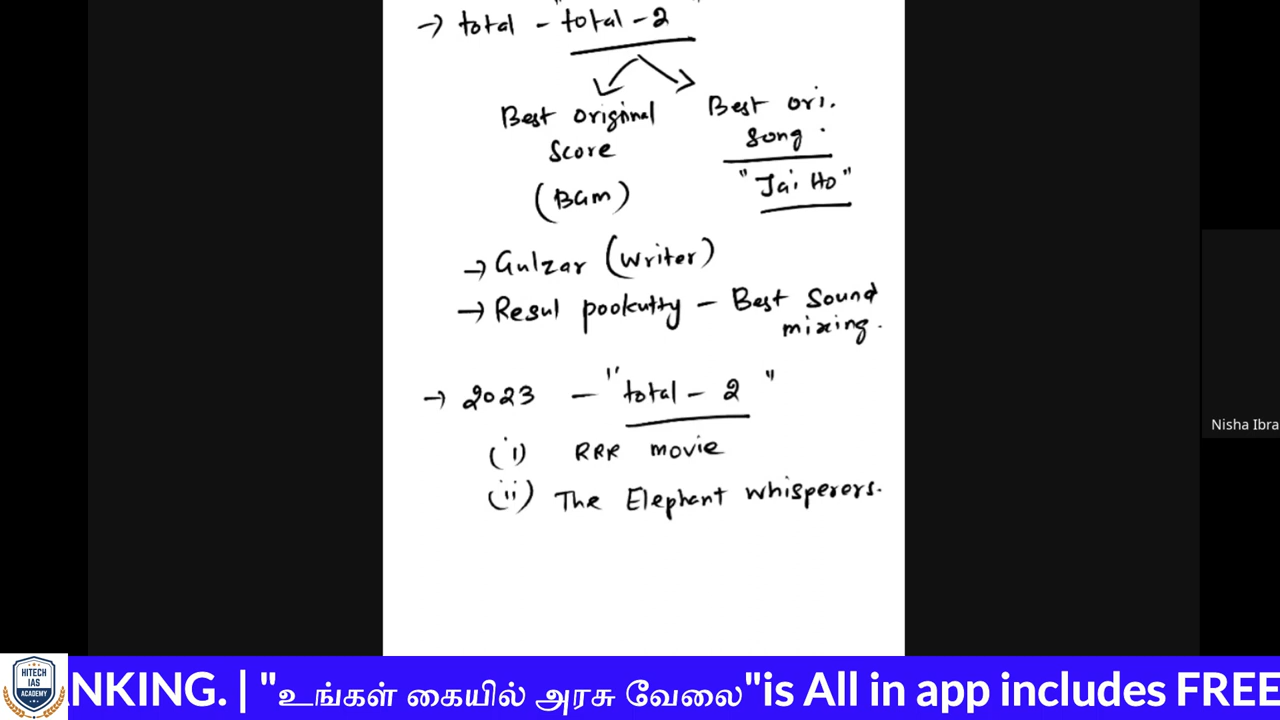 → total - "total - 2"
Best Original
Score
(BGM)
Best ori.
Song.
"Jai Ho"
→ Gulzar (writer)
→ Resul pookutty - Best Sound
mixing.
→ 2023 - "total - 2"
(i) RRR movie
(ii) The Elephant whisperers.
Nisha Ibra
HITECH
IAS
ACADEMY
NKING. | "உங்கள் கையில் அரசு வேலை"is All in app includes FREE